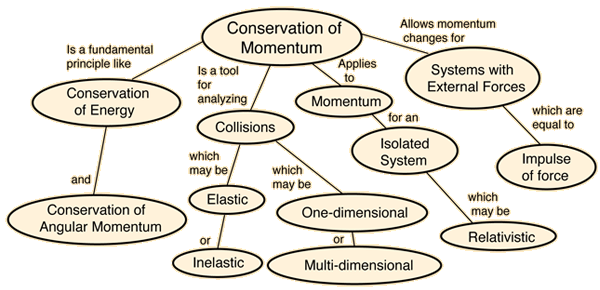 Conservation of
Momentum
Allows momentum
changes for
Is a fundamental
principle like
Is a tool
for
analyzing
Applies
to
Systems with
External Forces
Conservation
of Energy
Momentum
which are
equal to
Collisions
for an
Isolated
System
Impulse
of force
and
which
may be
which
may be
which
may be
Elastic
One-dimensional
Conservation of
Angular Momentum
or
or
Relativistic
Inelastic
Multi-dimensional